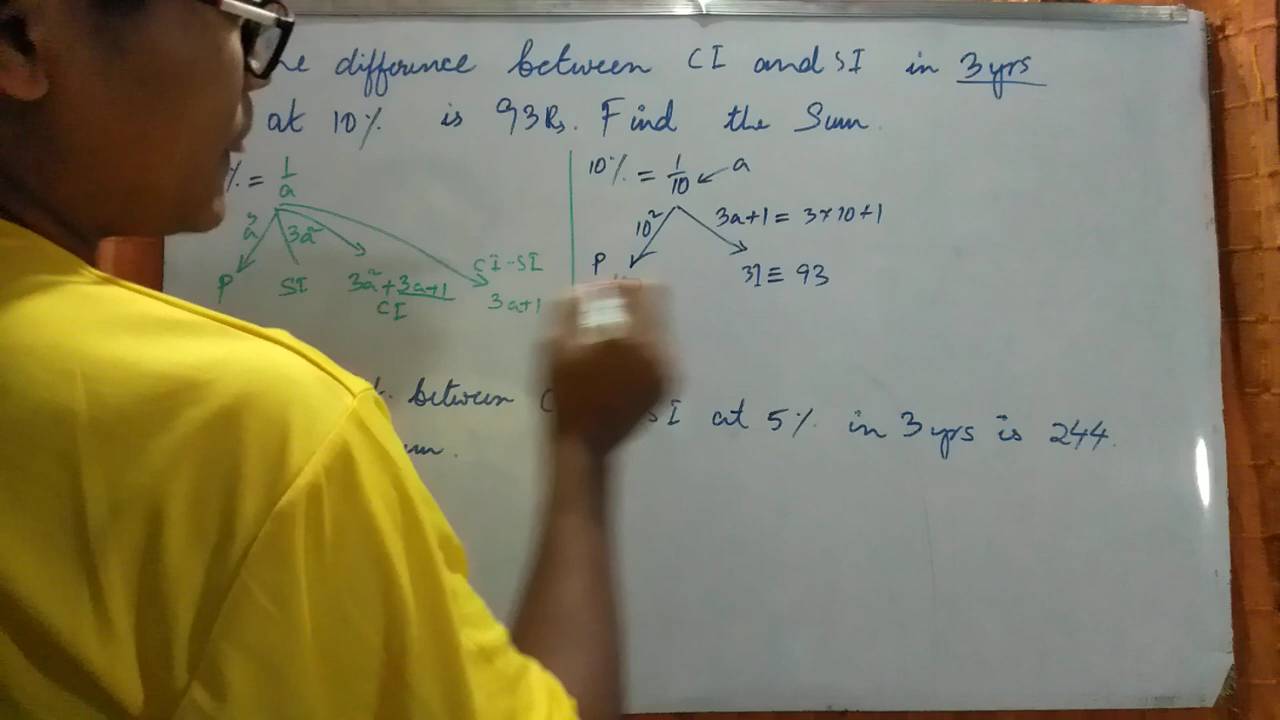 he difference between CI and SI in 3yrs
at 10% is 93Rs. Find the Sum.
% = 1/a
a³ 3a²
P SI 3a²+3a+1 CI-SI
CI 3a+1
10% = 1/10 ← a
10² 3a+1 = 3×10+1
P 31 ≡ 93
between SI at 5% in 3yrs is 244.
um.